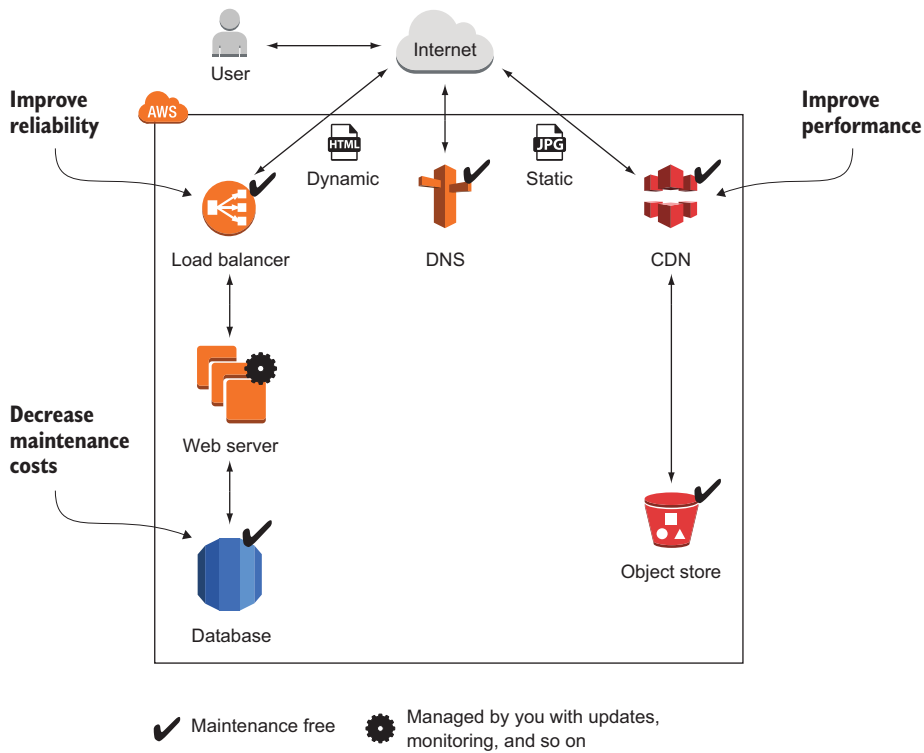 User
Internet
Improve
reliability
AWS
Improve
performance
HTML
Dynamic
JPG
Static
Load balancer
DNS
CDN
Decrease
maintenance
costs
Web server
Object store
Database
Maintenance free
Managed by you with updates,
monitoring, and so on